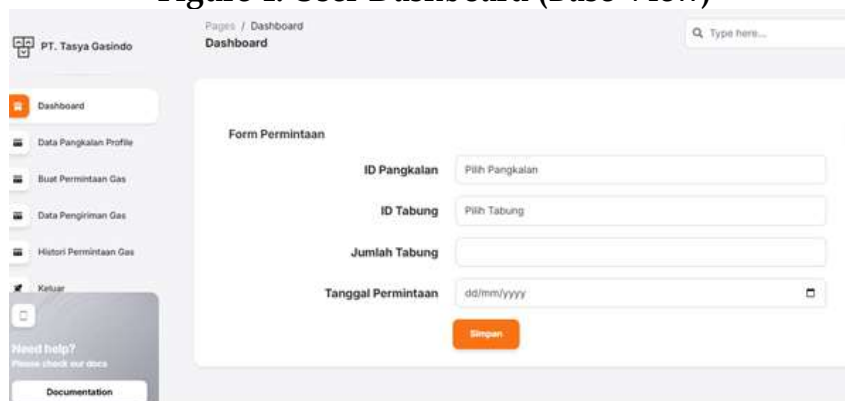 PT. Tasya Gasindo
Dashboard
Data Pangkalan Profile
Buat Permintaan Gas
Data Pengiriman Gas
Histori Permintaan Gas
Keluar
Need help?
Please check our docs
Documentation
Pages / Dashboard
Dashboard
Type here...
Form Permintaan
ID Pangkalan
Pilih Pangkalan
ID Tabung
Pilih Tabung
Jumlah Tabung
Tanggal Permintaan
dd/mm/yyyy
Simpan